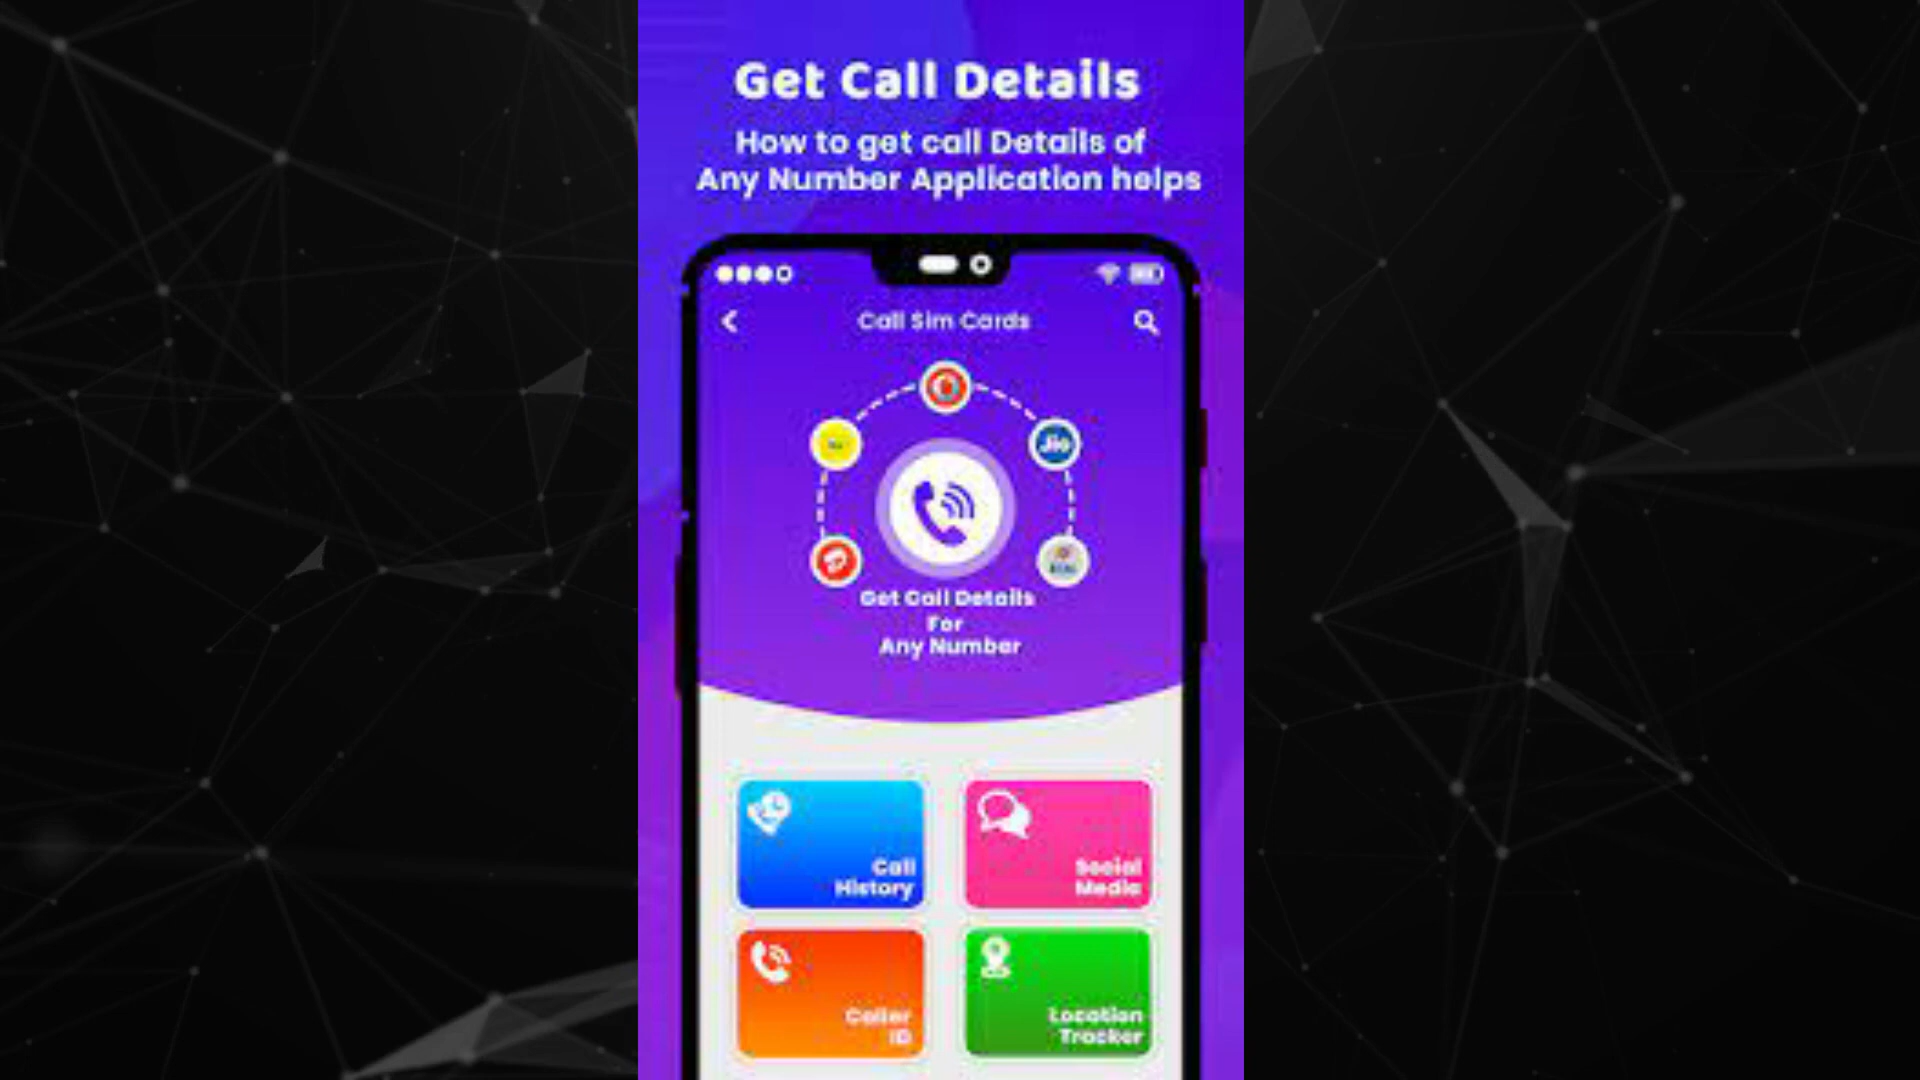 Get Call Details
How to get call Details of
Any Number Application helps
Call Sim Cards
Jio
Get Call Details
For
Any Number
Call
History
Social
Media
Caller
ID
Location
Tracker